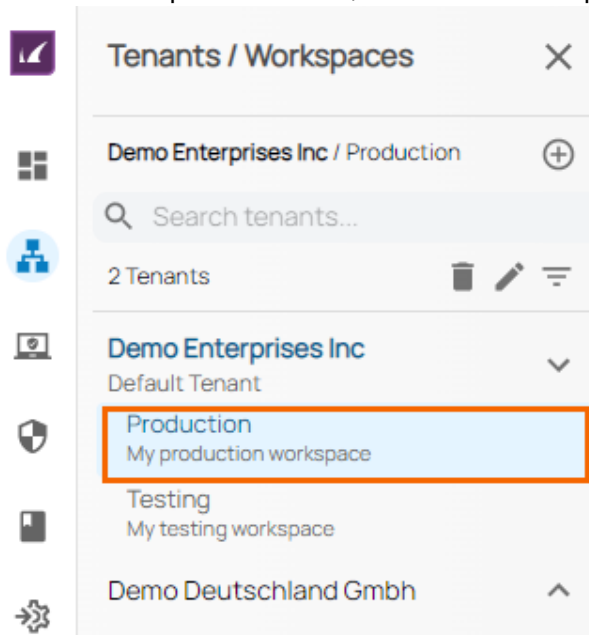 Tenants / Workspaces
Demo Enterprises Inc / Production
Search tenants...
2 Tenants
Demo Enterprises Inc
Default Tenant
Production
My production workspace
Testing
My testing workspace
Demo Deutschland Gmbh